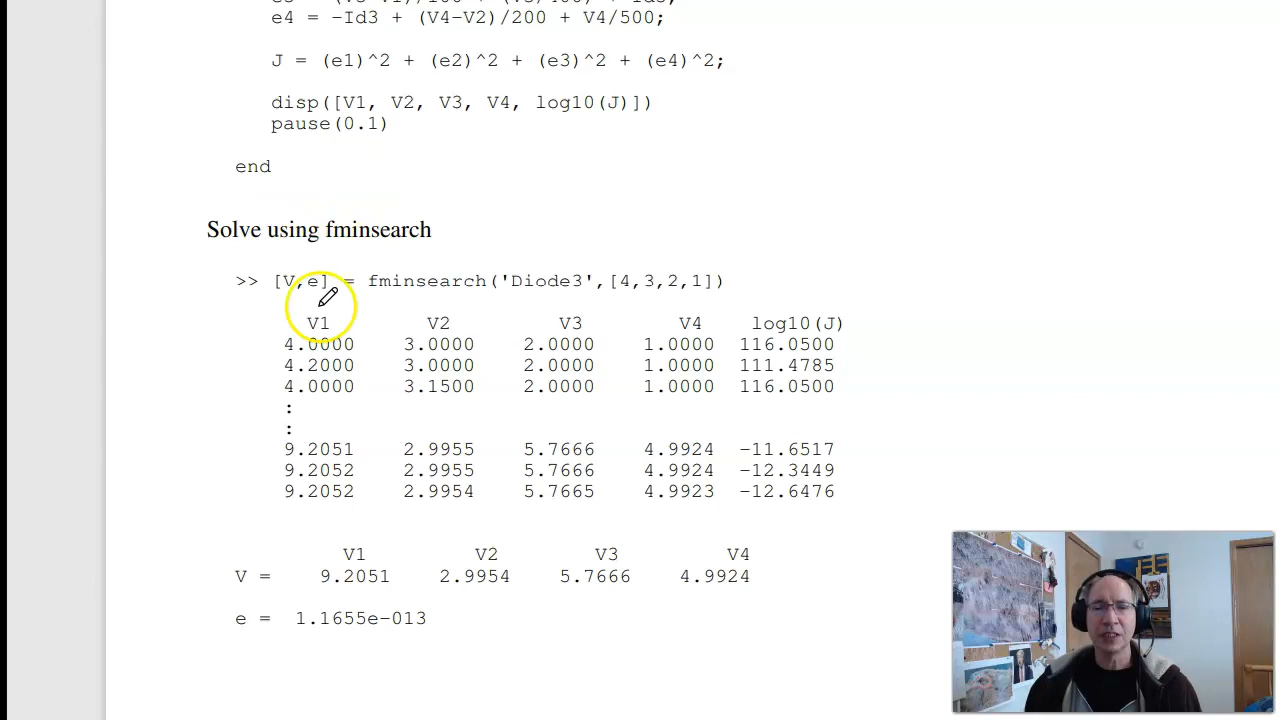 e4 = -Id3 + (V4-V2)/200 + V4/500;
J = (e1)^2 + (e2)^2 + (e3)^2 + (e4)^2;
disp([V1, V2, V3, V4, log10(J)])
pause(0.1)
end
Solve using fminsearch
>> [V,e] = fminsearch('Diode3',[4,3,2,1])
V1 V2 V3 V4 log10(J)
4.0000 3.0000 2.0000 1.0000 116.0500
4.2000 3.0000 2.0000 1.0000 111.4785
4.0000 3.1500 2.0000 1.0000 116.0500
:
:
9.2051 2.9955 5.7666 4.9924 -11.6517
9.2052 2.9955 5.7666 4.9924 -12.3449
9.2052 2.9954 5.7665 4.9923 -12.6476
V1 V2 V3 V4
V = 9.2051 2.9954 5.7666 4.9924
e = 1.1655e-013